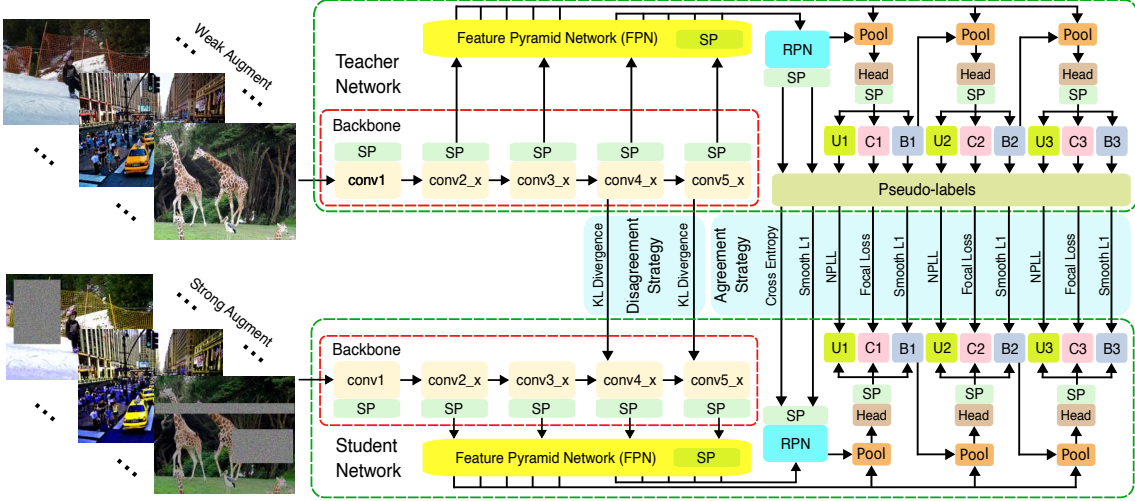 Weak Augment
Teacher
Network
Feature Pyramid Network (FPN)
SP
RPN
SP
Pool
Pool
Pool
Head
Head
Head
SP
SP
SP
U1
C1
B1
U2
C2
B2
U3
C3
B3
Backbone
SP
SP
SP
SP
SP
conv1
conv2_x
conv3_x
conv4_x
conv5_x
Pseudo-labels
KL Divergence
Disagreement
Strategy
KL Divergence
Agreement
Strategy
Cross Entropy
Smooth L1
NPLL
Focal Loss
Smooth L1
NPLL
Focal Loss
Smooth L1
NPLL
Focal Loss
Smooth L1
Strong Augment
Backbone
conv1
conv2_x
conv3_x
conv4_x
conv5_x
SP
SP
SP
SP
SP
U1
C1
B1
U2
C2
B2
U3
C3
B3
SP
SP
SP
SP
Head
Head
Head
RPN
Pool
Pool
Pool
Student
Network
Feature Pyramid Network (FPN)
SP